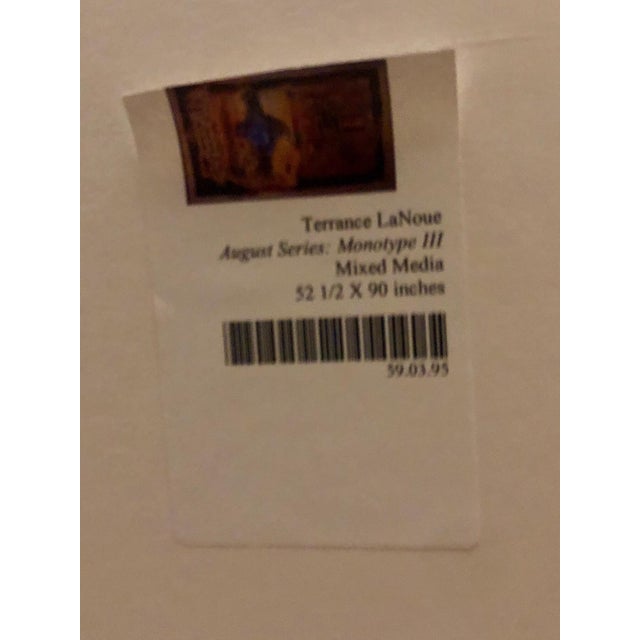 Terrance LaNoue
August Series: Monotype III
Mixed Media
52 1/2 X 90 inches
59.03.95